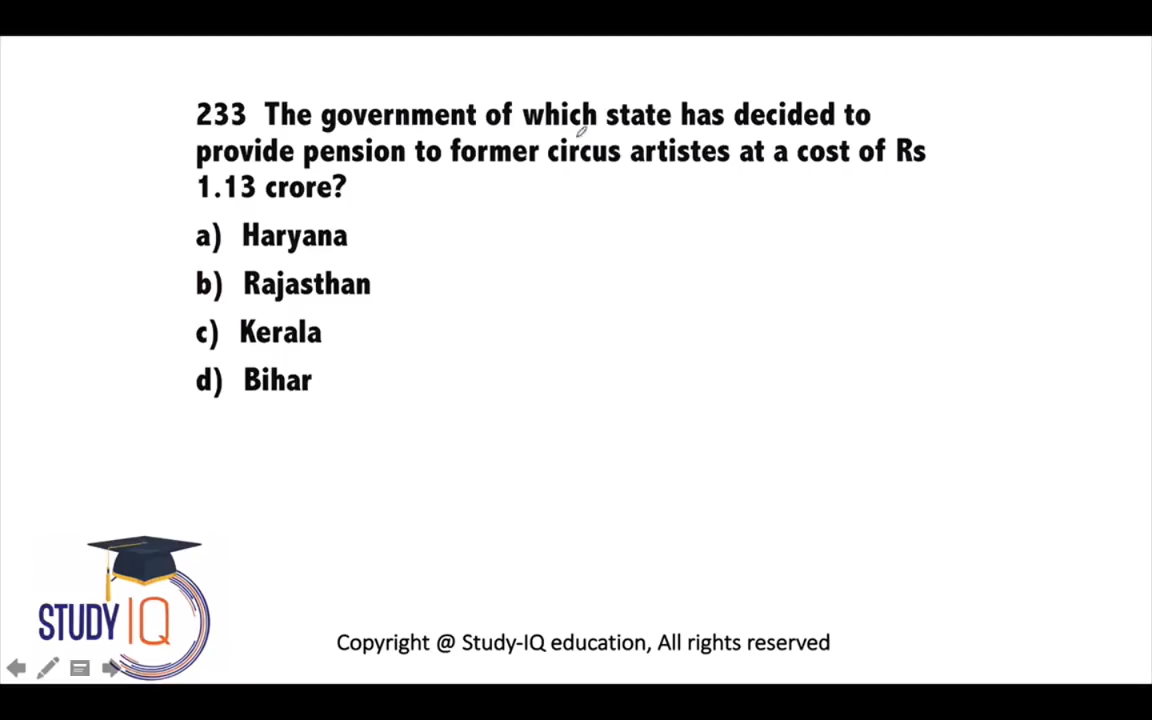 233 The government of which state has decided to
provide pension to former circus artistes at a cost of Rs
1.13 crore?
a) Haryana
b) Rajasthan
c) Kerala
d) Bihar
STUDY IQ
Copyright @ Study-IQ education, All rights reserved